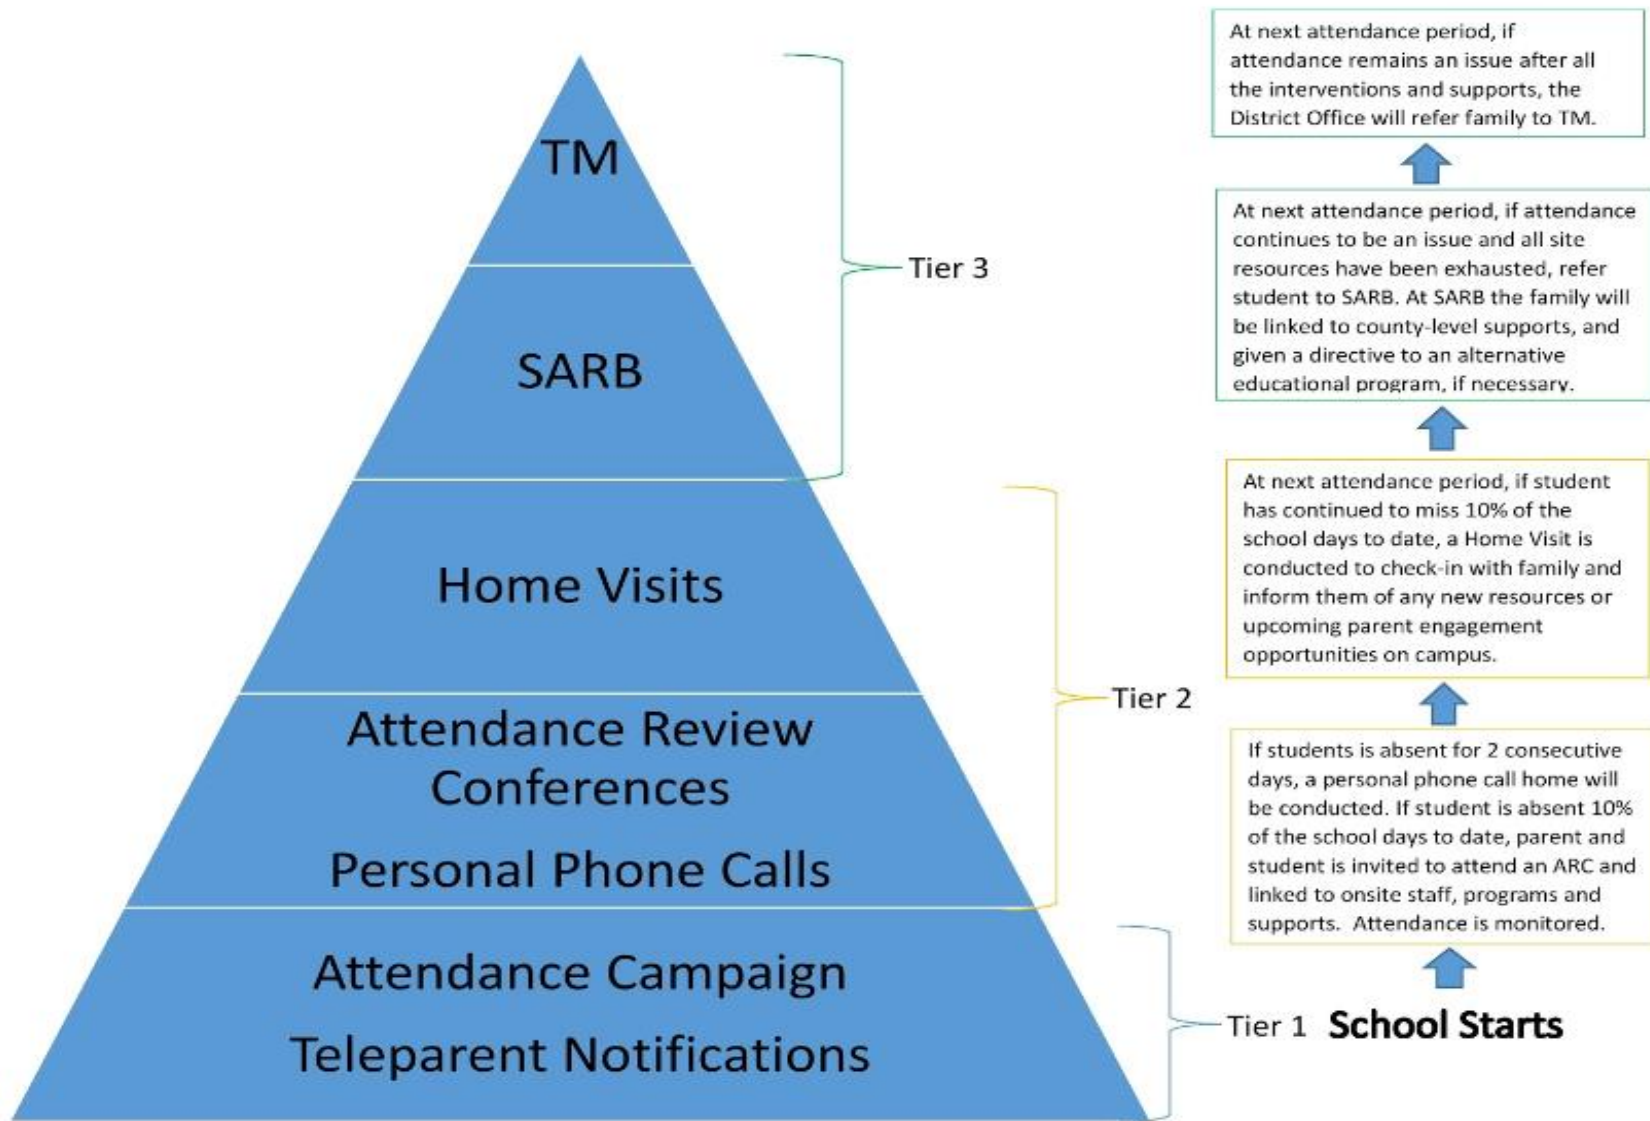 TM
SARB
Home Visits
Attendance Review
Conferences
Personal Phone Calls
Attendance Campaign
Teleparent Notifications
Tier 3
Tier 2
Tier 1
At next attendance period, if
attendance remains an issue after all
the interventions and supports, the
District Office will refer family to TM.
At next attendance period, if attendance
continues to be an issue and all site
resources have been exhausted, refer
student to SARB. At SARB the family will
be linked to county-level supports, and
given a directive to an alternative
educational program, if necessary.
At next attendance period, if student
has continued to miss 10% of the
school days to date, a Home Visit is
conducted to check-in with family and
inform them of any new resources or
upcoming parent engagement
opportunities on campus.
If students is absent for 2 consecutive
days, a personal phone call home will
be conducted. If student is absent 10%
of the school days to date, parent and
student is invited to attend an ARC and
linked to onsite staff, programs and
supports.  Attendance is monitored.
School Starts